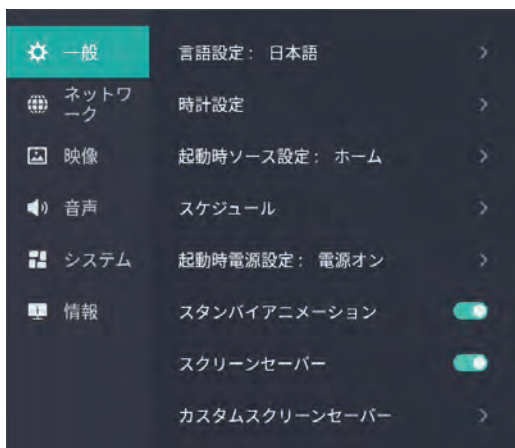 一般
ネットワ
ーク
映像
音声
システム
情報
言語設定： 日本語
時計設定
起動時ソース設定： ホーム
スケジュール
起動時電源設定： 電源オン
スタンバイアニメーション
スクリーンセーバー
カスタムスクリーンセーバー